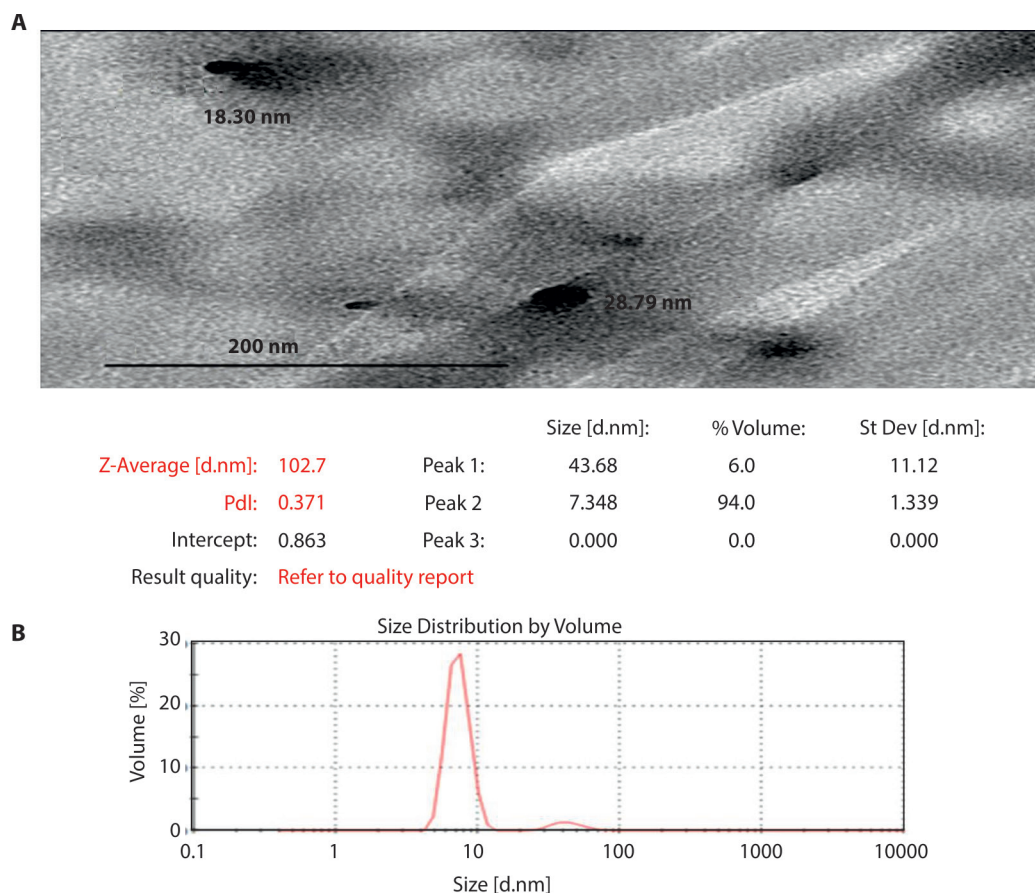 A
18.30 nm
28.79 nm
200 nm
Size [d.nm]: % Volume: St Dev [d.nm]:
Z-Average [d.nm]: 102.7 Peak 1: 43.68 6.0 11.12
PdI: 0.371 Peak 2 7.348 94.0 1.339
Intercept: 0.863 Peak 3: 0.000 0.0 0.000
Result quality: Refer to quality report
B
Size Distribution by Volume
Volume [%]
30
20
10
0
0.1 1 10 100 1000 10000
Size [d.nm]